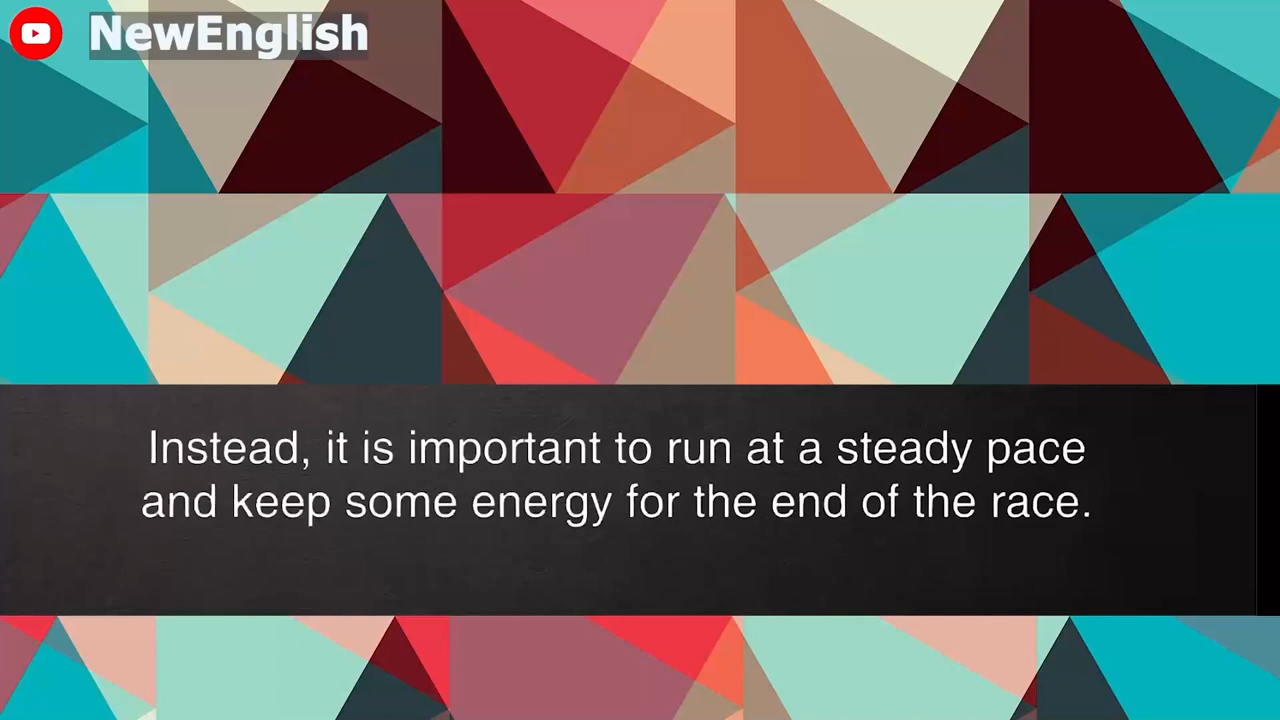 NewEnglish
Instead, it is important to run at a steady pace
and keep some energy for the end of the race.